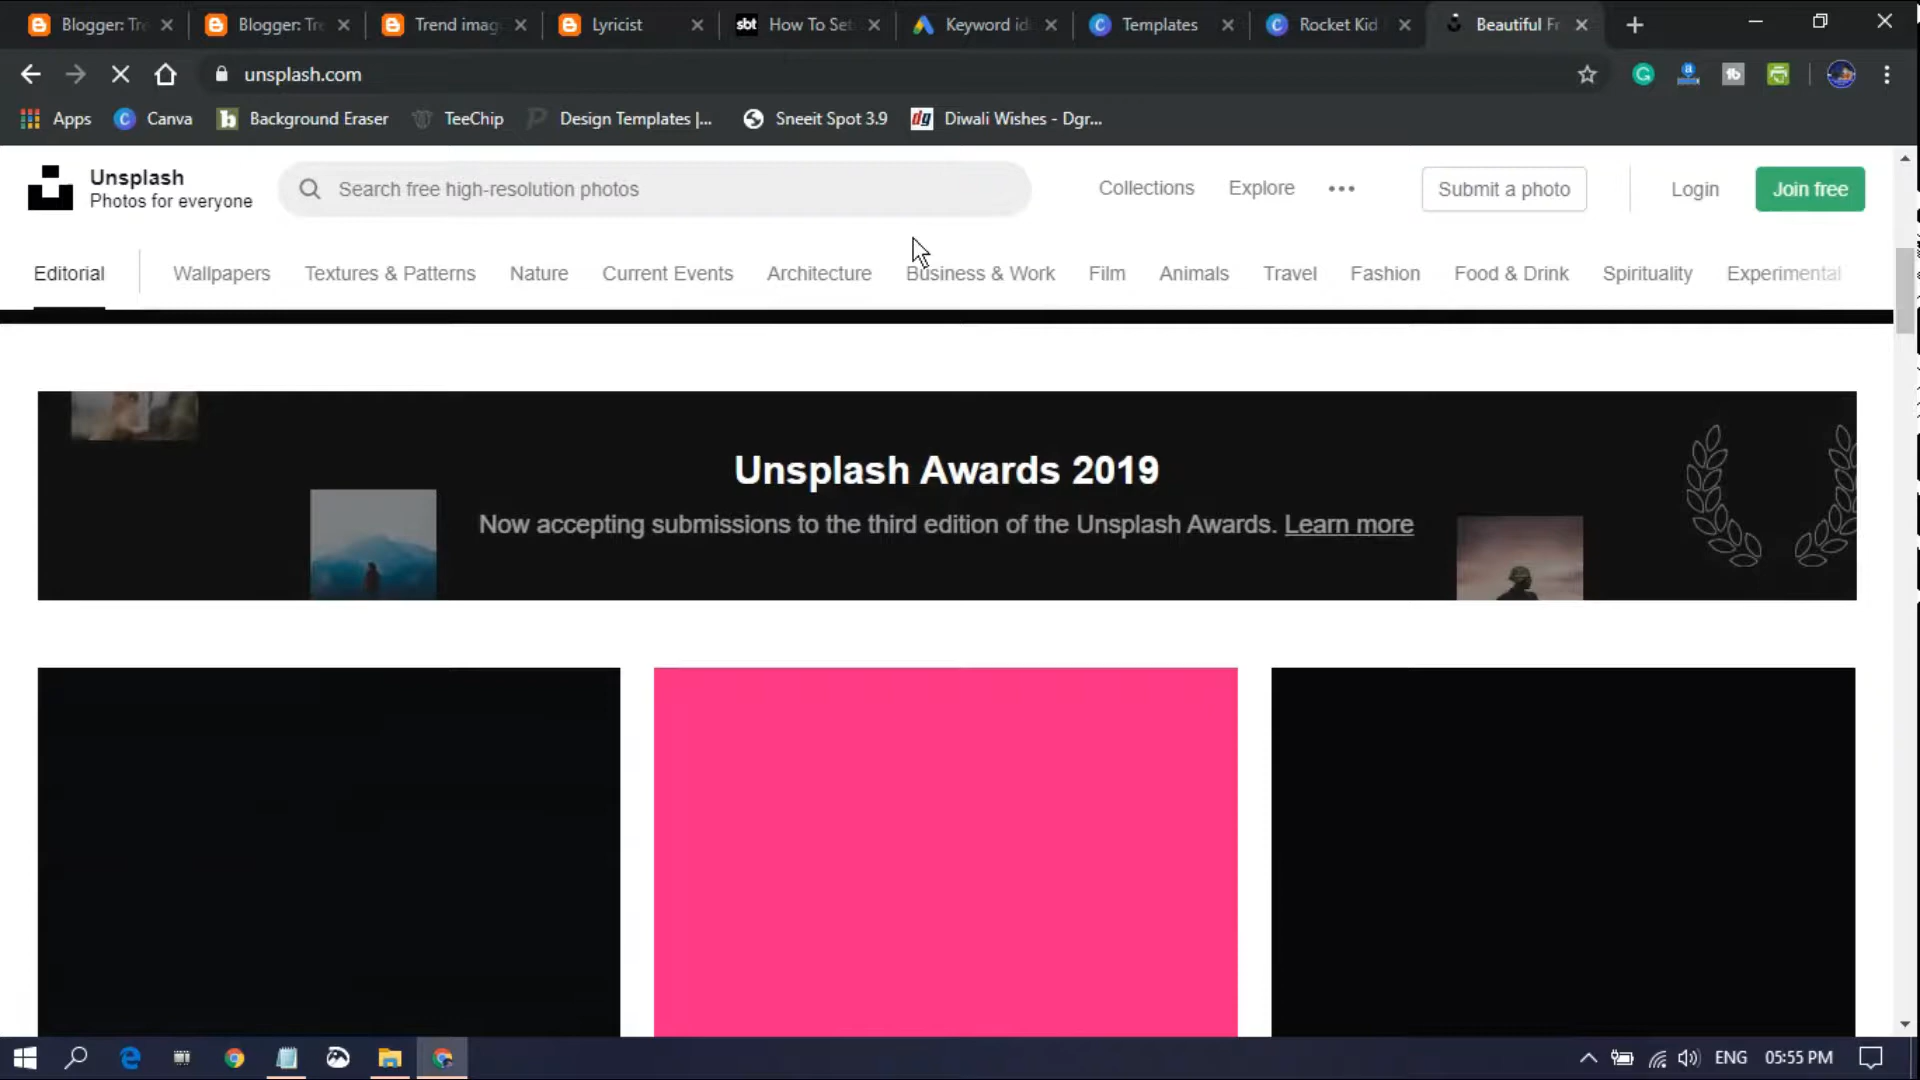 Blogger: Tr
Blogger: Tr
Trend imag
Lyricist
sbt How To Set
Keyword id
Templates
Rocket Kid
Beautiful Fr
unsplash.com
Apps
Canva
Background Eraser
TeeChip
Design Templates |...
Sneeit Spot 3.9
dg Diwali Wishes - Dgr...
Unsplash
Photos for everyone
Search free high-resolution photos
Collections
Explore
Submit a photo
Login
Join free
Editorial
Wallpapers
Textures & Patterns
Nature
Current Events
Architecture
Business & Work
Film
Animals
Travel
Fashion
Food & Drink
Spirituality
Experimental
Unsplash Awards 2019
Now accepting submissions to the third edition of the Unsplash Awards. Learn more
ENG
05:55 PM